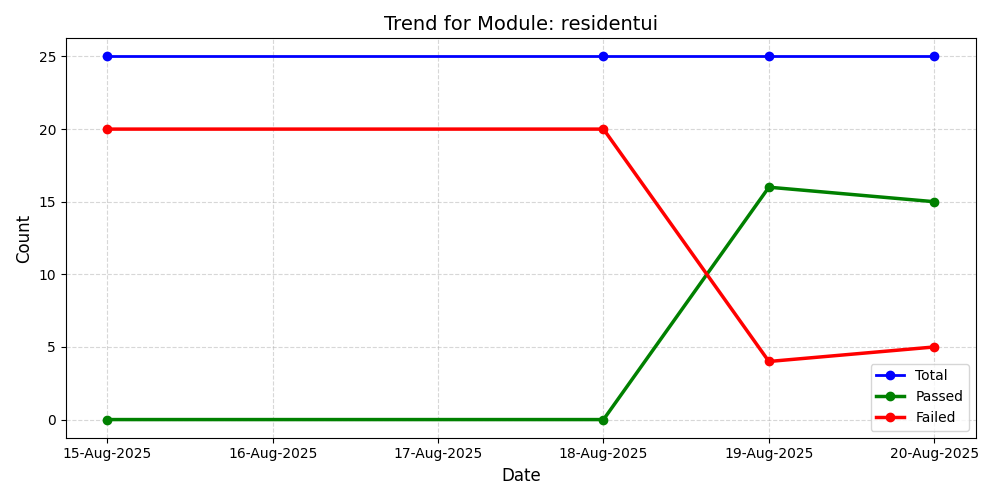 Trend for Module: residentui
Count
25
20
15
10
5
0
Total
Passed
Failed
15-Aug-2025 16-Aug-2025 17-Aug-2025 18-Aug-2025 19-Aug-2025 20-Aug-2025
Date